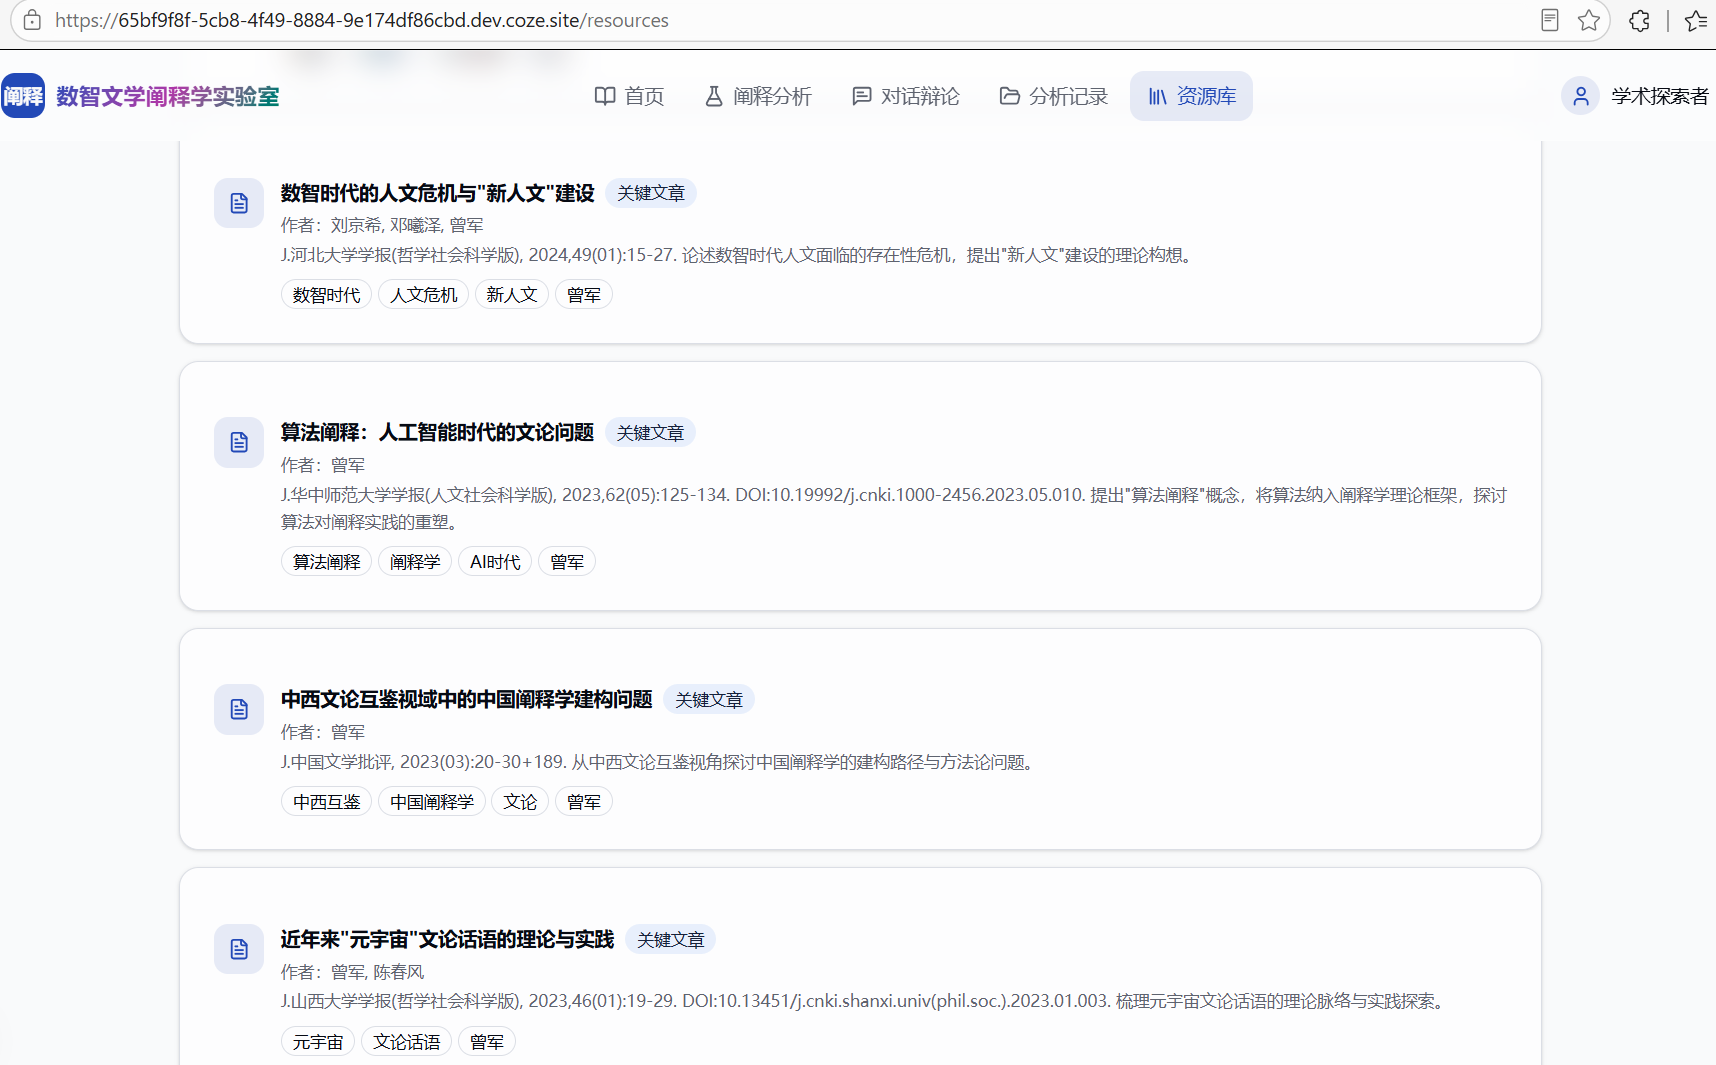 https://65bf9f8f-5cb8-4f49-8884-9e174df86cbd.dev.coze.site/resources
阐释 数智文学阐释学实验室 首页 阐释分析 对话辩论 分析记录 资源库 学术探索者
数智时代的人文危机与"新人文"建设 关键文章
作者：刘京希, 邓曦泽, 曾军
J.河北大学学报(哲学社会科学版), 2024,49(01):15-27. 论述数智时代人文面临的存在性危机，提出"新人文"建设的理论构想。
数智时代 人文危机 新人文 曾军
算法阐释：人工智能时代的文论问题 关键文章
作者：曾军
J.华中师范大学学报(人文社会科学版), 2023,62(05):125-134. DOI:10.19992/j.cnki.1000-2456.2023.05.010. 提出"算法阐释"概念，将算法纳入阐释学理论框架，探讨
算法对阐释实践的重塑。
算法阐释 阐释学 AI时代 曾军
中西文论互鉴视域中的中国阐释学建构问题 关键文章
作者：曾军
J.中国文学批评, 2023(03):20-30+189. 从中西文论互鉴视角探讨中国阐释学的建构路径与方法论问题。
中西互鉴 中国阐释学 文论 曾军
近年来"元宇宙"文论话语的理论与实践 关键文章
作者：曾军, 陈春风
J.山西大学学报(哲学社会科学版), 2023,46(01):19-29. DOI:10.13451/j.cnki.shanxi.univ(phil.soc.).2023.01.003. 梳理元宇宙文论话语的理论脉络与实践探索。
元宇宙 文论话语 曾军